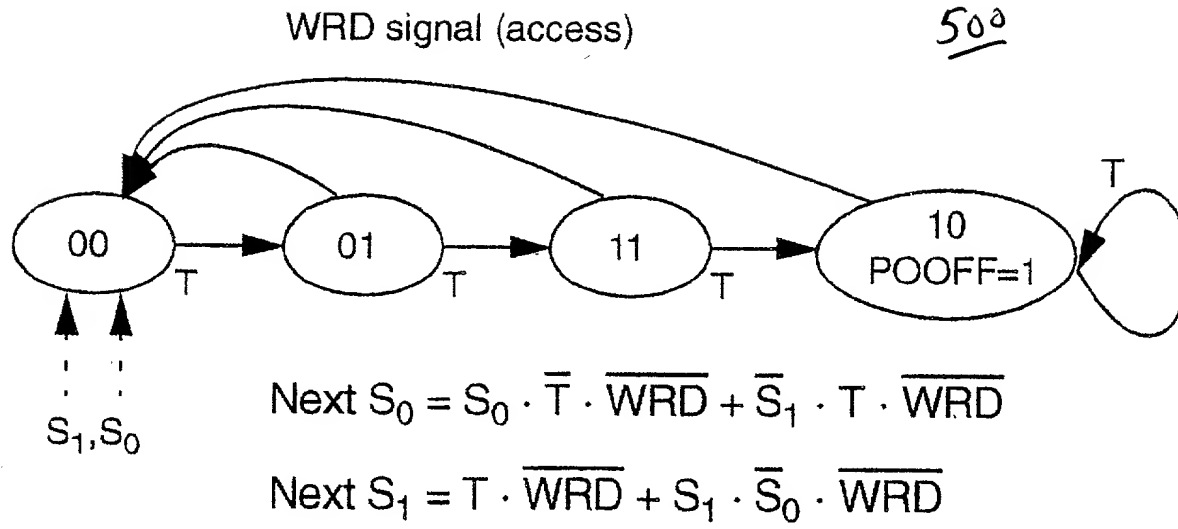 WRD signal (access)
500
T
00
01
11
10
POOFF=1
T
T
T
S₁,S₀
Next S₀ = S₀ · T̅ · W̅R̅D̅ + S̅₁ · T · W̅R̅D̅
Next S₁ = T · W̅R̅D̅ + S₁ · S̅₀ · W̅R̅D̅